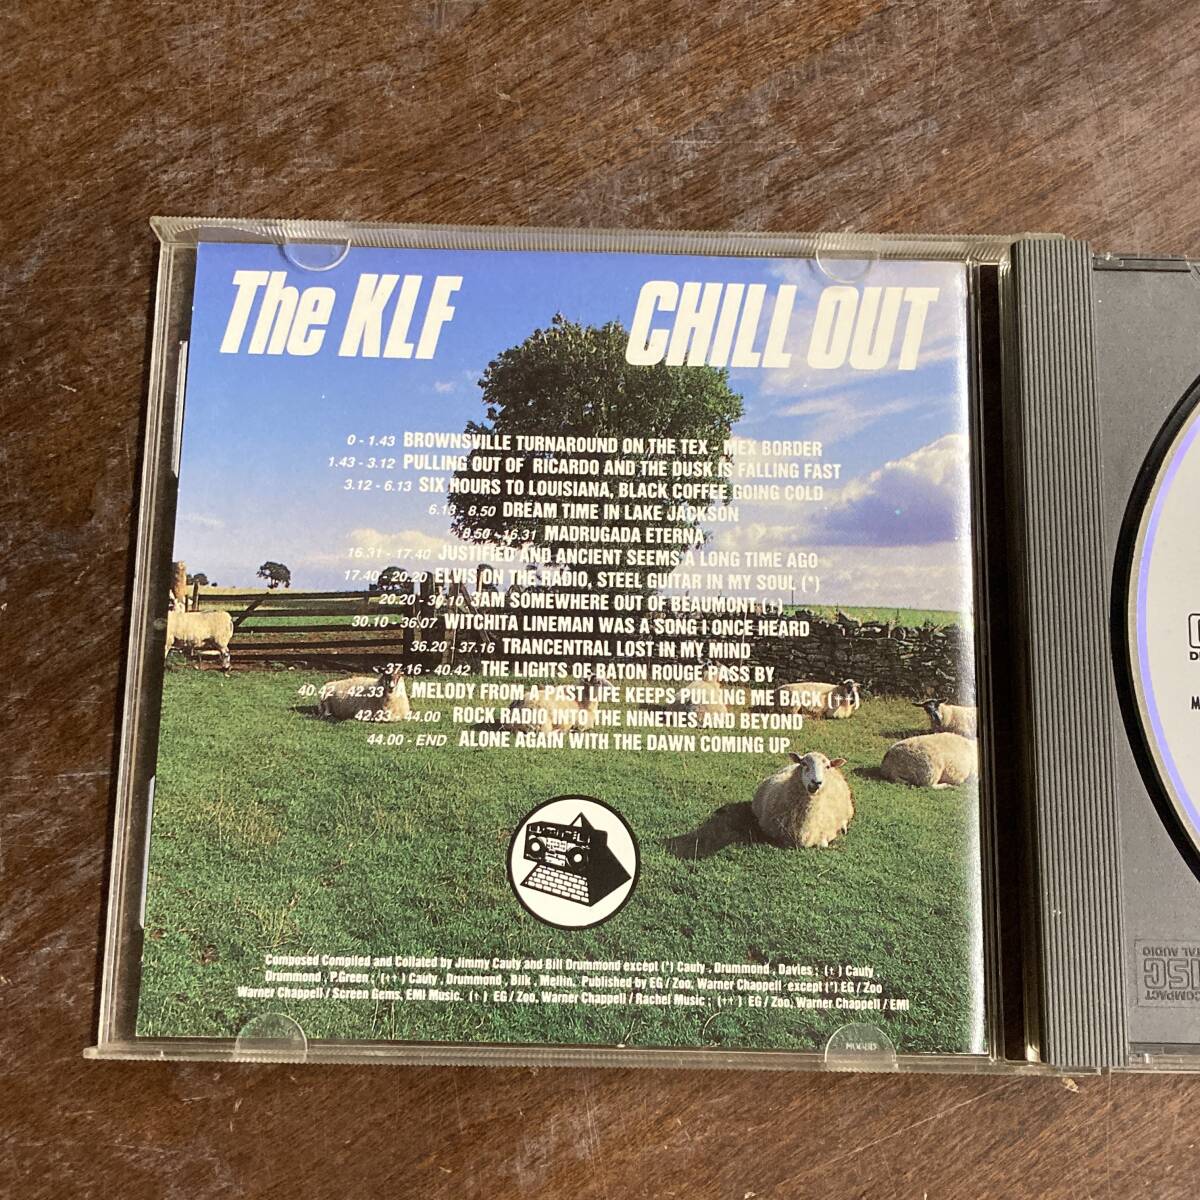 The KLF CHILL OUT
0 - 1.43 BROWNSVILLE TURNAROUND ON THE TEX - MEX BORDER
1.43 - 3.12 PULLING OUT OF RICARDO AND THE DUSK IS FALLING FAST
3.12 - 6.13 SIX HOURS TO LOUISIANA, BLACK COFFEE GOING COLD
6.13 - 8.50 DREAM TIME IN LAKE JACKSON
8.50 - 16.31 MADRUGADA ETERNA
16.31 - 17.40 JUSTIFIED AND ANCIENT SEEMS A LONG TIME AGO
17.40 - 20.20 ELVIS ON THE RADIO, STEEL GUITAR IN MY SOUL (*)
20.20 - 30.10 3AM SOMEWHERE OUT OF BEAUMONT (+)
30.10 - 36.07 WITCHITA LINEMAN WAS A SONG I ONCE HEARD
36.20 - 37.16 TRANCENTRAL LOST IN MY MIND
37.16 - 40.42 THE LIGHTS OF BATON ROUGE PASS BY
40.42 - 42.33 A MELODY FROM A PAST LIFE KEEPS PULLING ME BACK (++)
42.33 - 44.00 ROCK RADIO INTO THE NINETIES AND BEYOND
44.00 - END ALONE AGAIN WITH THE DAWN COMING UP
Composed Compiled and Collated by Jimmy Cauty and Bill Drummond except (*) Cauty , Drummond , Davies ; (+) Cauty ,
Drummond , P.Green ; (++) Cauty , Drummond , Bilk , Mellin. Published by EG / Zoo, Warner Chappell except (*) EG / Zoo
Warner Chappell / Screen Gems, EMI Music. (+) EG / Zoo, Warner Chappell / Rachel Music ; (++) EG / Zoo, Warner Chappell / EMI
COMPACT
DISC